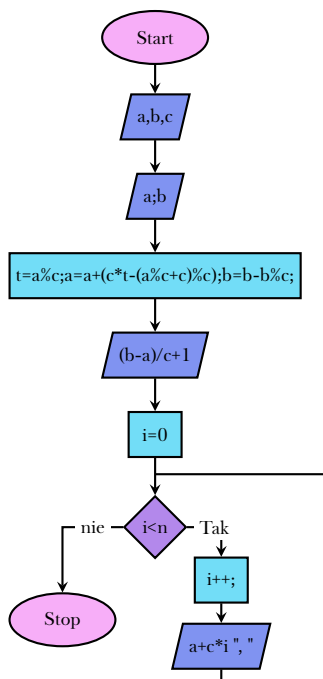 Start
a,b,c
a;b
t=a%c;a=a+(c*t-(a%c+c)%c);b=b-b%c;
(b-a)/c+1
i=0
nie
i<n
Tak
i++;
Stop
a+c*i ", "